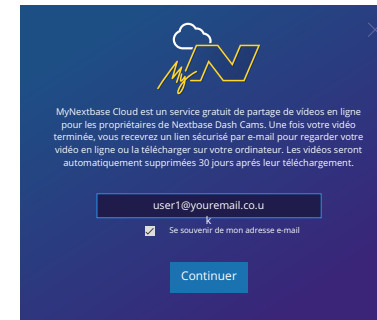 My N
MyNextbase Cloud est un service gratuit de partage de vídeos en ligne
pour les propriétaires de Nextbase Dash Cams. Une fois votre vidéo
terminée, vous recevrez un lien sécurisé par e-mail pour regarder votre
vidéo en ligne ou la télécharger sur votre ordinateur. Les vidéos seront
automatiquement supprimées 30 jours aprés leur téléchargement.
user1@youremail.co.u
k
Se souvenir de mon adresse e-mail
Continuer